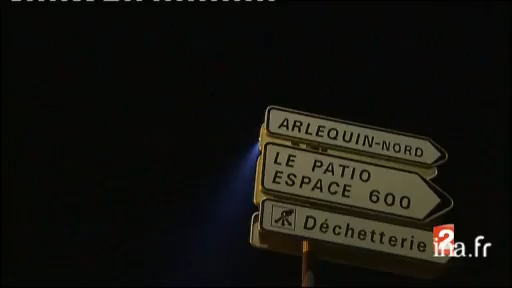 ARLEQUIN-NORD
LE PATIO
ESPACE 600
Déchetterie
2
ina.fr